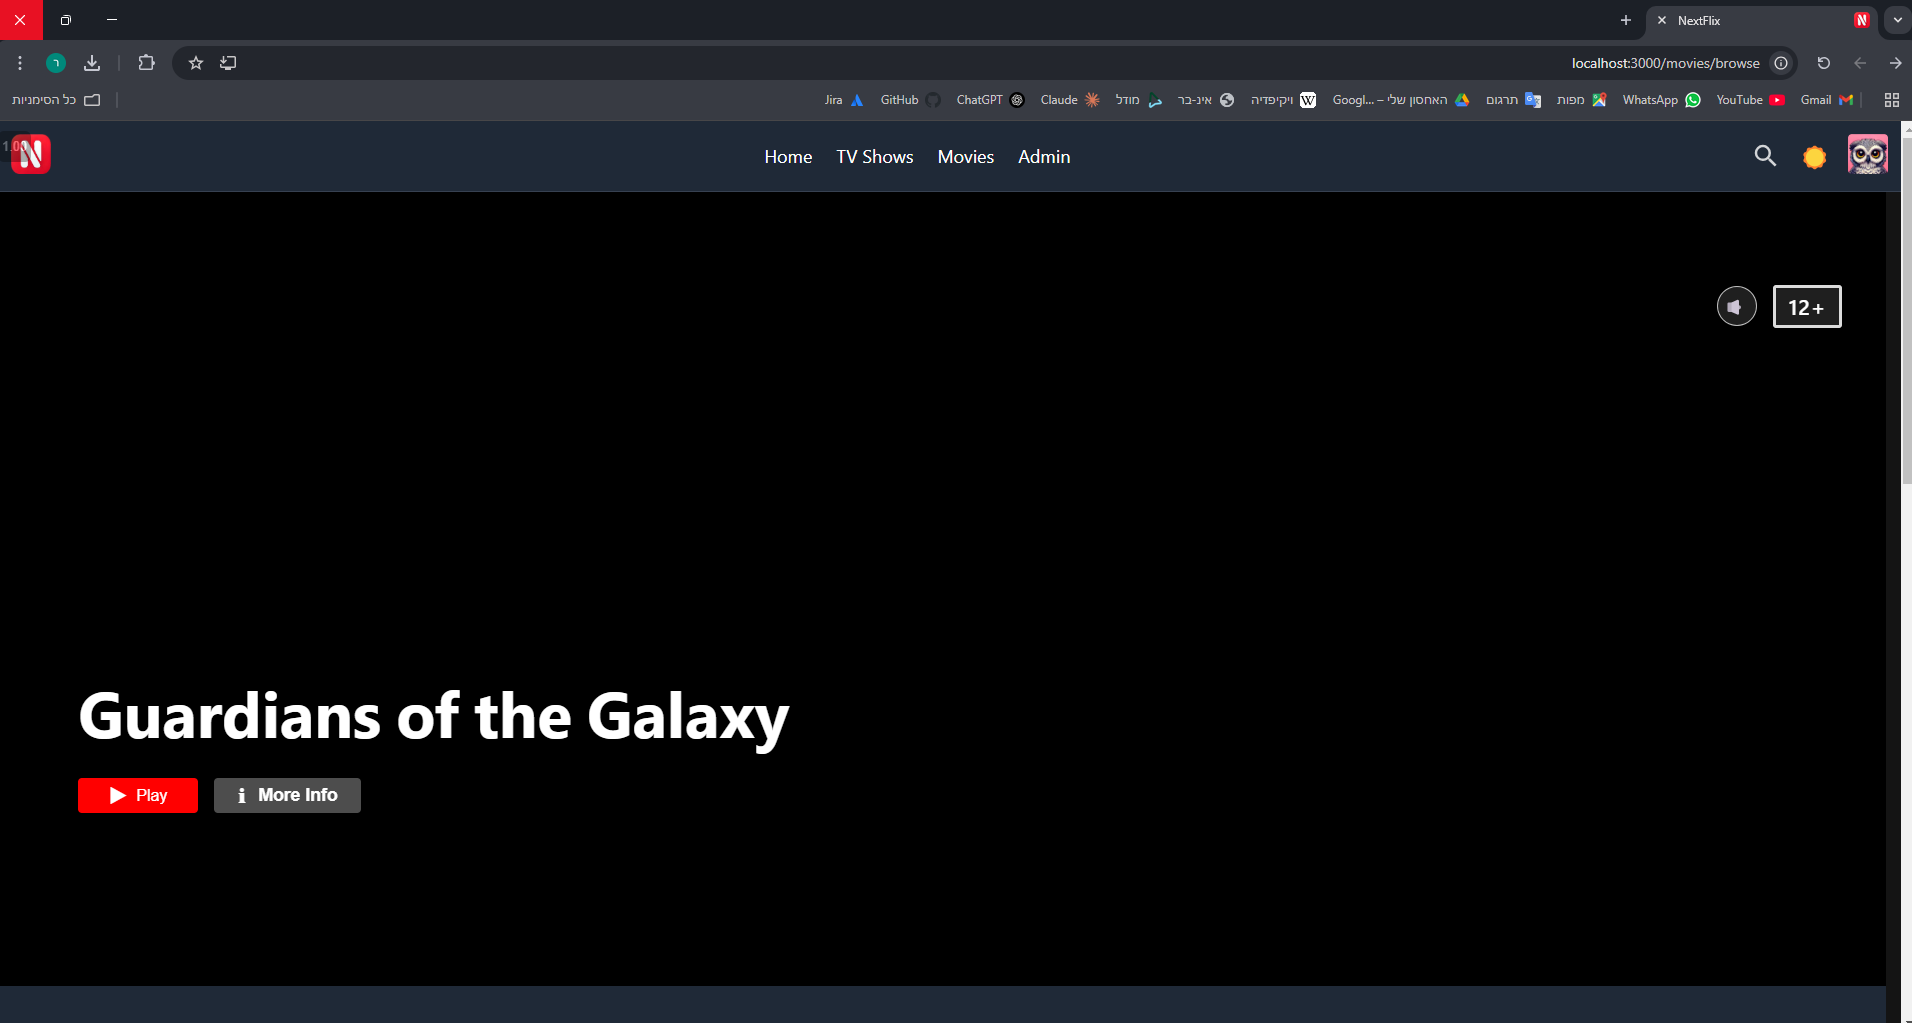 NextFlix
ר
localhost:3000/movies/browse
כל הסימניות
Jira GitHub ChatGPT Claude מודל אינ-בר ויקיפדיה האחסון שלי – Googl... תרגום מפות WhatsApp YouTube Gmail
1.00
N Home TV Shows Movies Admin
12+
Guardians of the Galaxy
Play
i More Info